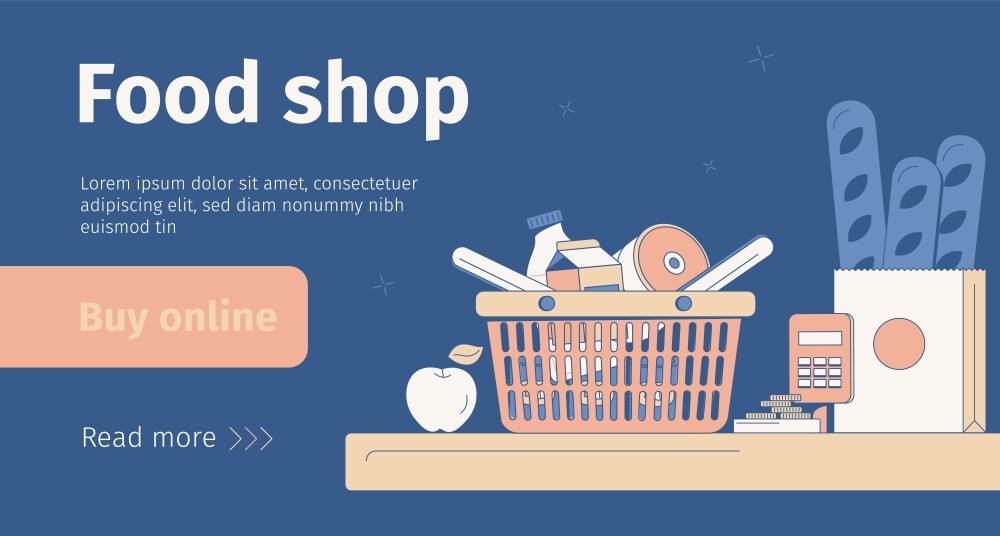 Food shop
Lorem ipsum dolor sit amet, consectetuer
adipiscing elit, sed diam nonummy nibh
euismod tin
Buy online
Read more